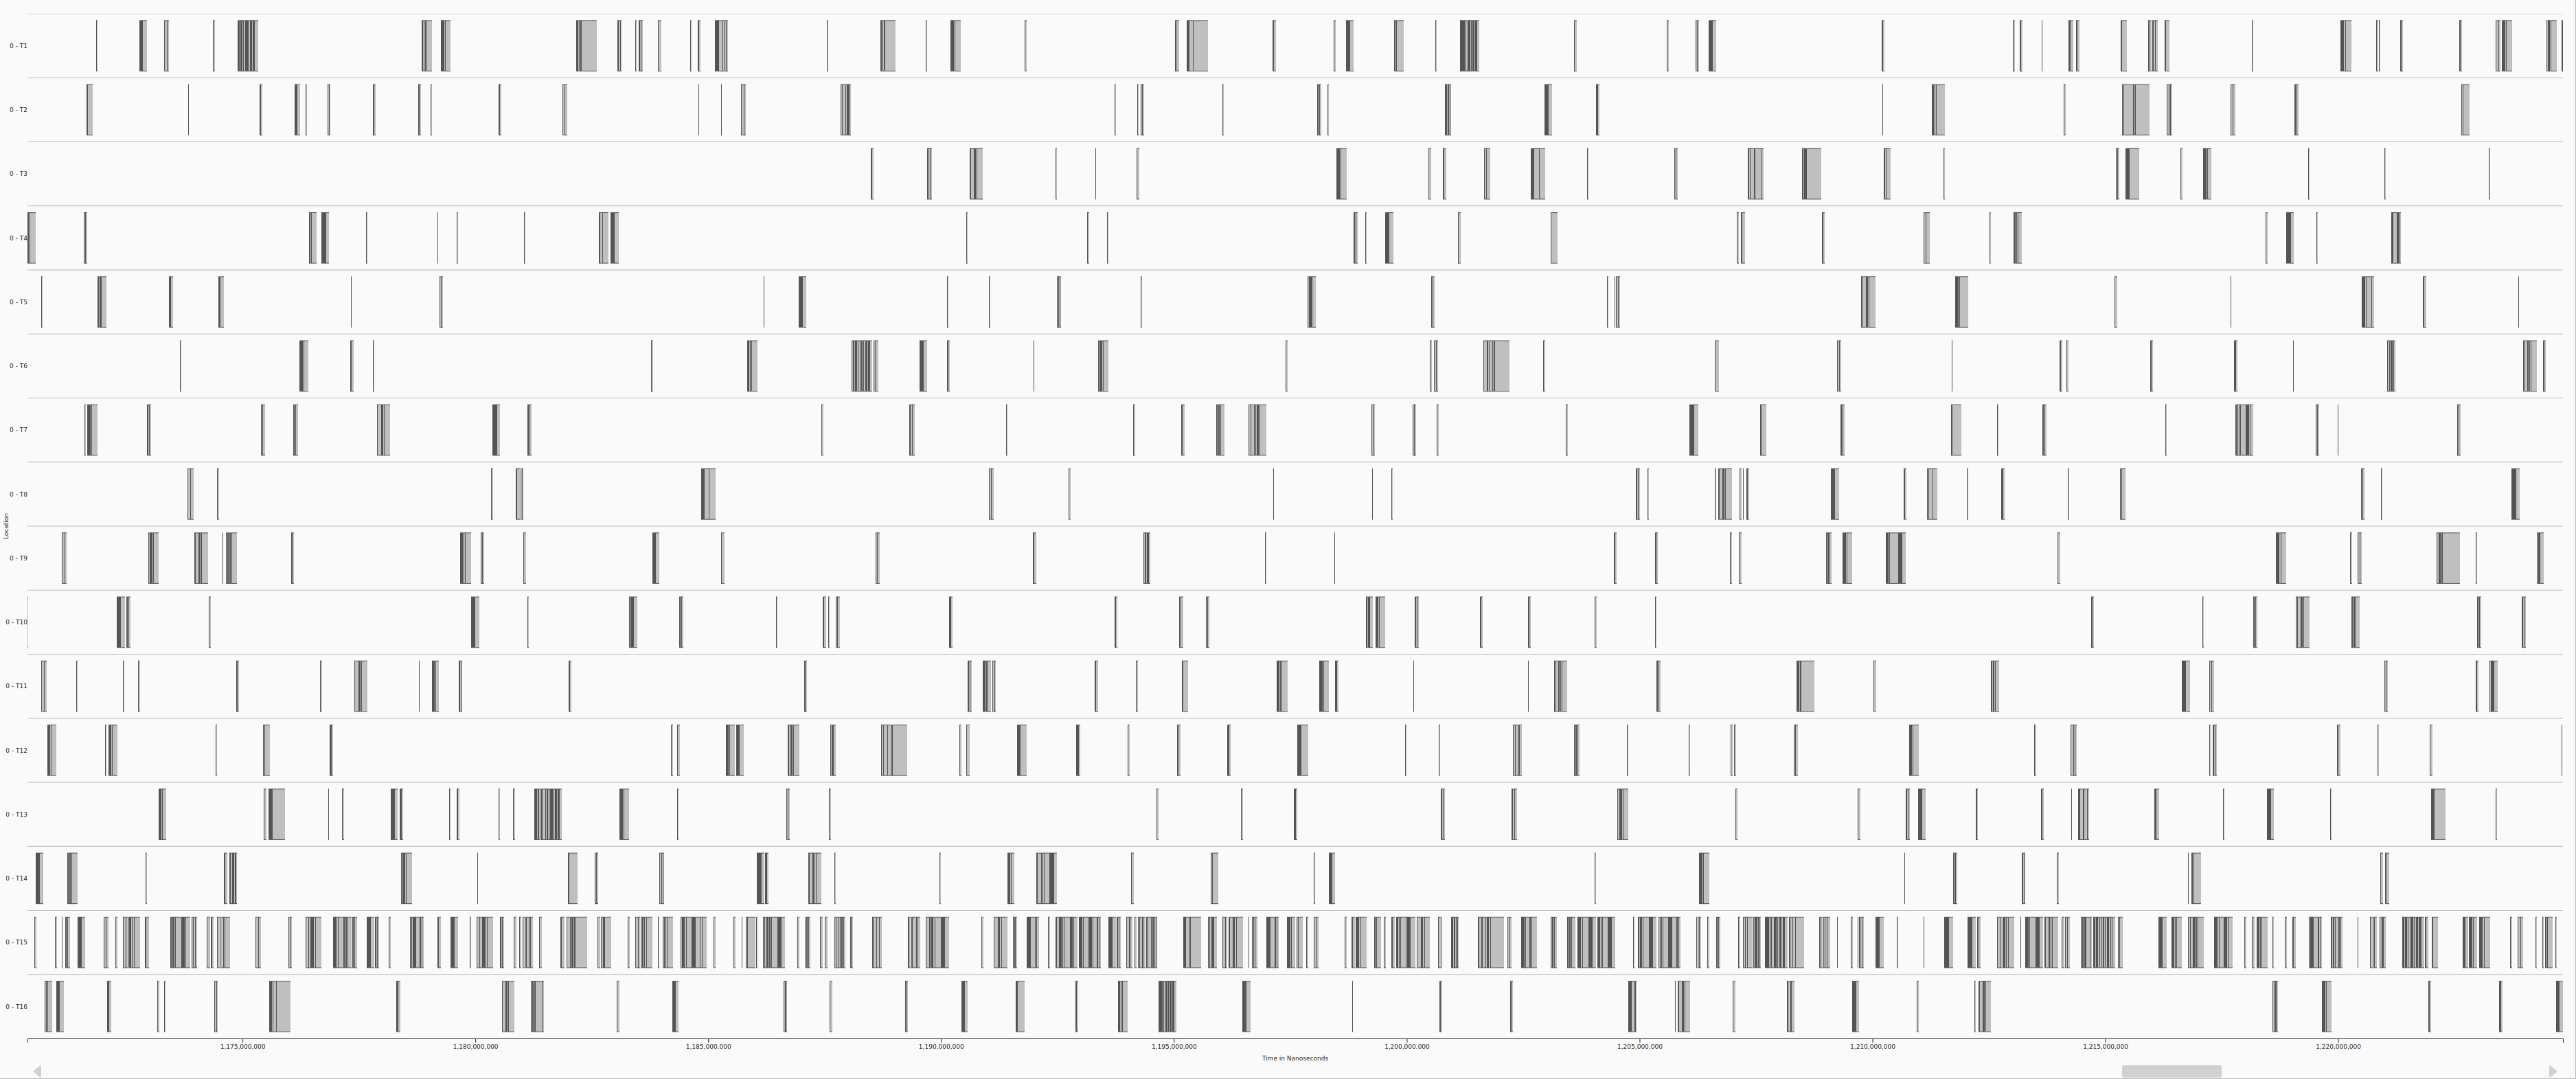 0 - T1
0 - T2
0 - T3
0 - T4
0 - T5
0 - T6
0 - T7
0 - T8
Location
0 - T9
0 - T10
0 - T11
0 - T12
0 - T13
0 - T14
0 - T15
0 - T16
1,175,000,000 1,180,000,000 1,185,000,000 1,190,000,000 1,195,000,000 1,200,000,000 1,205,000,000 1,210,000,000 1,215,000,000 1,220,000,000
Time in Nanoseconds